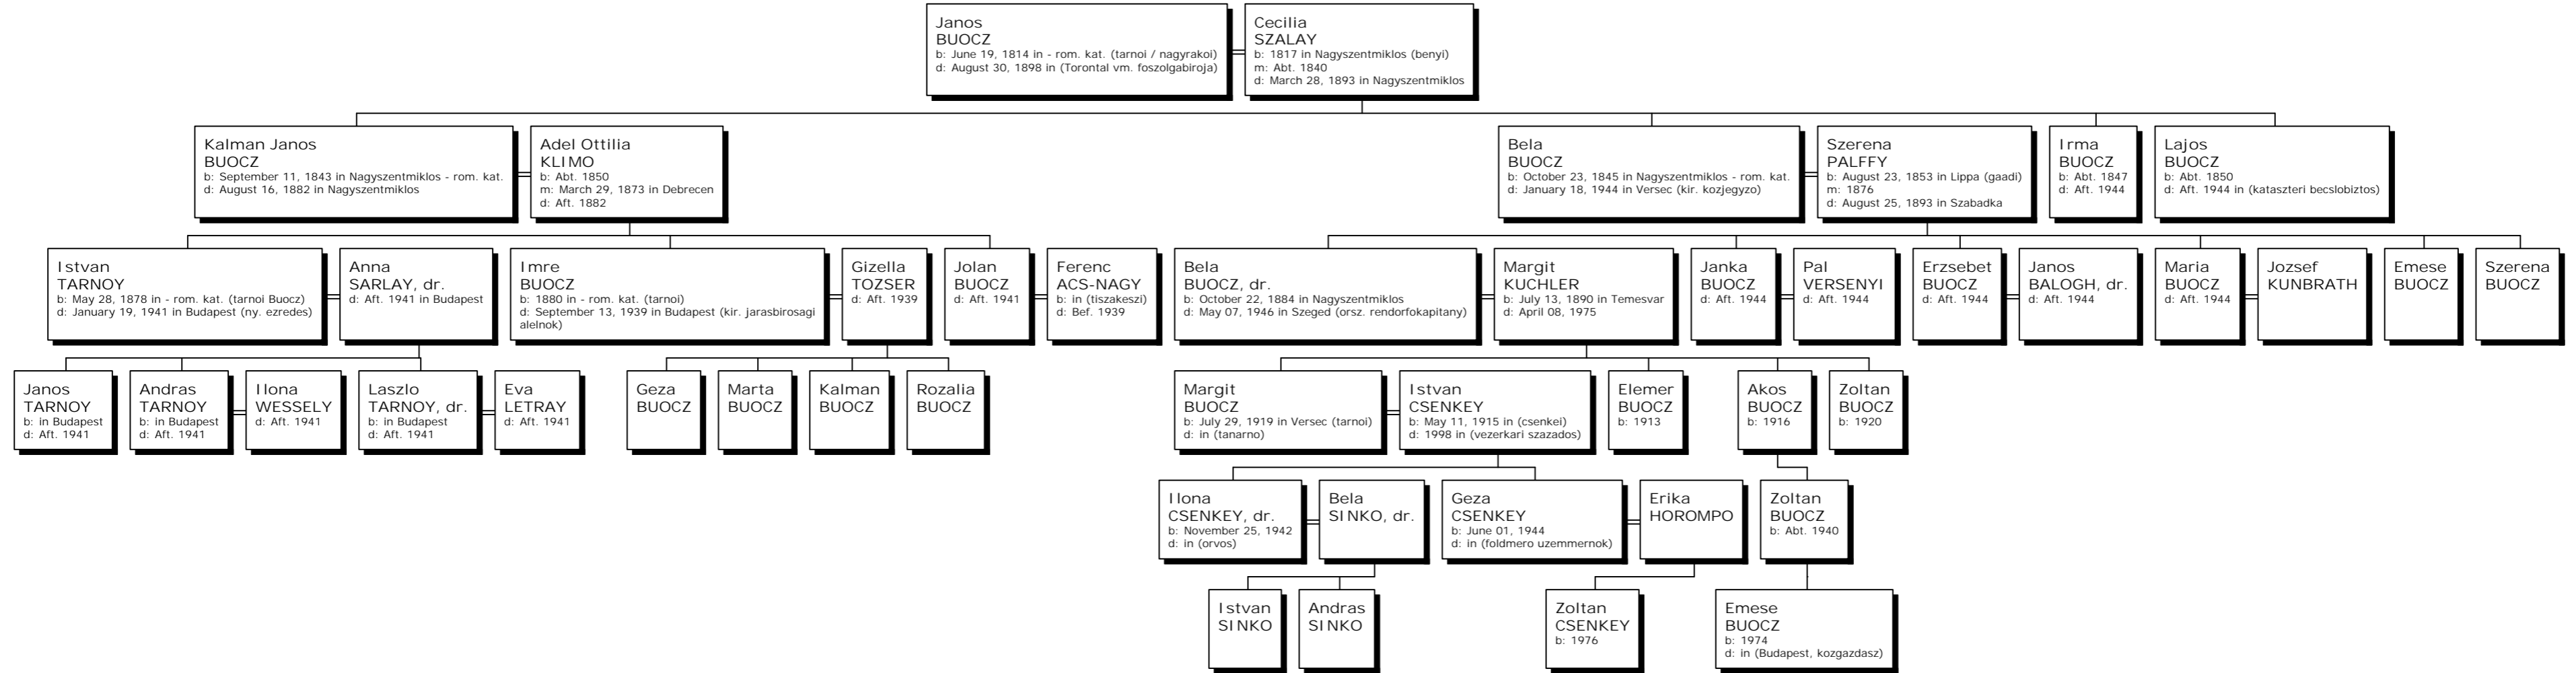 Janos
BUOCZ
b: June 19, 1814 in - rom. kat. (tarnoi / nagyrakoi)
d: August 30, 1898 in (Torontal vm. foszolgabiroja)
Cecilia
SZALAY
b: 1817 in Nagyszentmiklos (benyi)
m: Abt. 1840
d: March 28, 1893 in Nagyszentmiklos
Kalman Janos
BUOCZ
b: September 11, 1843 in Nagyszentmiklos - rom. kat.
d: August 16, 1882 in Nagyszentmiklos
Adel Ottilia
KLIMO
b: Abt. 1850
m: March 29, 1873 in Debrecen
d: Aft. 1882
Bela
BUOCZ
b: October 23, 1845 in Nagyszentmiklos - rom. kat.
d: January 18, 1944 in Versec (kir. kozjegyzo)
Szerena
PALFFY
b: August 23, 1853 in Lippa (gaadi)
m: 1876
d: August 25, 1893 in Szabadka
Irma
BUOCZ
b: Abt. 1847
d: Aft. 1944
Lajos
BUOCZ
b: Abt. 1850
d: Aft. 1944 in (kataszteri becslobiztos)
Istvan
TARNOY
b: May 28, 1878 in - rom. kat. (tarnoi Buocz)
d: January 19, 1941 in Budapest (ny. ezredes)
Anna
SARLAY, dr.
d: Aft. 1941 in Budapest
Imre
BUOCZ
b: 1880 in - rom. kat. (tarnoi)
d: September 13, 1939 in Budapest (kir. jarasbirosagi
alelnok)
Gizella
TOZSER
d: Aft. 1939
Jolan
BUOCZ
d: Aft. 1941
Ferenc
ACS-NAGY
b: in (tiszakeszi)
d: Bef. 1939
Bela
BUOCZ, dr.
b: October 22, 1884 in Nagyszentmiklos
d: May 07, 1946 in Szeged (orsz. rendorfokapitany)
Margit
KUCHLER
b: July 13, 1890 in Temesvar
d: April 08, 1975
Janka
BUOCZ
d: Aft. 1944
Pal
VERSENYI
d: Aft. 1944
Erzsebet
BUOCZ
d: Aft. 1944
Janos
BALOGH, dr.
d: Aft. 1944
Maria
BUOCZ
d: Aft. 1944
Jozsef
KUNBRATH
Emese
BUOCZ
Szerena
BUOCZ
Janos
TARNOY
b: in Budapest
d: Aft. 1941
Andras
TARNOY
b: in Budapest
d: Aft. 1941
Ilona
WESSELY
d: Aft. 1941
Laszlo
TARNOY, dr.
b: in Budapest
d: Aft. 1941
Eva
LETRAY
d: Aft. 1941
Geza
BUOCZ
Marta
BUOCZ
Kalman
BUOCZ
Rozalia
BUOCZ
Margit
BUOCZ
b: July 29, 1919 in Versec (tarnoi)
d: in (tanarno)
Istvan
CSENKEY
b: May 11, 1915 in (csenkei)
d: 1998 in (vezerkari szazados)
Elemer
BUOCZ
b: 1913
Akos
BUOCZ
b: 1916
Zoltan
BUOCZ
b: 1920
Ilona
CSENKEY, dr.
b: November 25, 1942
d: in (orvos)
Bela
SINKO, dr.
Geza
CSENKEY
b: June 01, 1944
d: in (foldmero uzemmernok)
Erika
HOROMPO
Zoltan
BUOCZ
b: Abt. 1940
Istvan
SINKO
Andras
SINKO
Zoltan
CSENKEY
b: 1976
Emese
BUOCZ
b: 1974
d: in (Budapest, kozgazdasz)